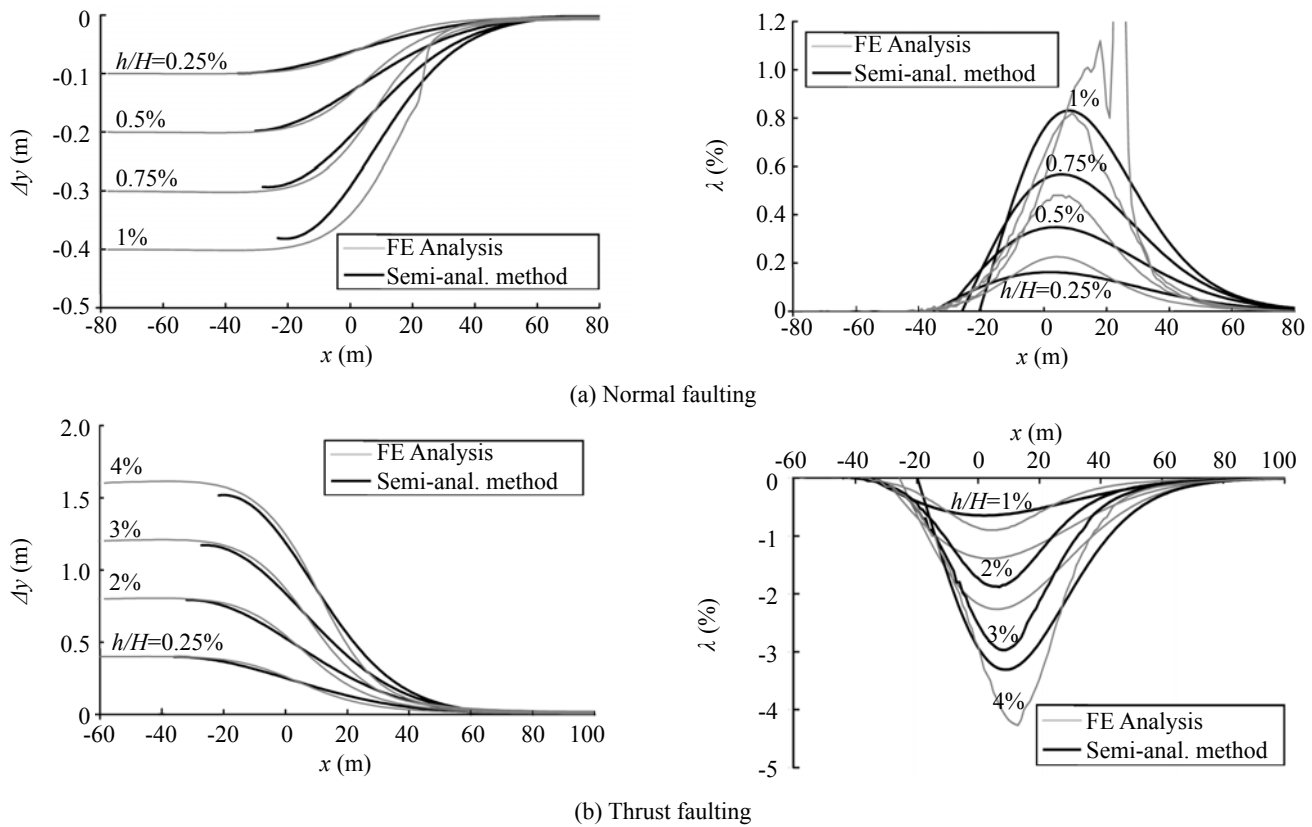 0
-0.1
-0.2
-0.3
-0.4
-0.5
Δy (m)
h/H=0.25%
0.5%
0.75%
1%
FE Analysis
Semi-anal. method
-80 -60 -40 -20 0 20 40 60 80
x (m)
1.2
1.0
0.8
0.6
0.4
0.2
0
λ (%)
FE Analysis
Semi-anal. method
1%
0.75%
0.5%
h/H=0.25%
-80 -60 -40 -20 0 20 40 60 80
x (m)
(a) Normal faulting
2.0
1.5
1.0
0.5
0
Δy (m)
4%
3%
2%
h/H=0.25%
FE Analysis
Semi-anal. method
-60 -40 -20 0 20 40 60 80 100
x (m)
x (m)
-60 -40 -20 0 20 40 60 80 100
0
-1
-2
-3
-4
-5
λ (%)
h/H=1%
2%
3%
4%
FE Analysis
Semi-anal. method
(b) Thrust faulting